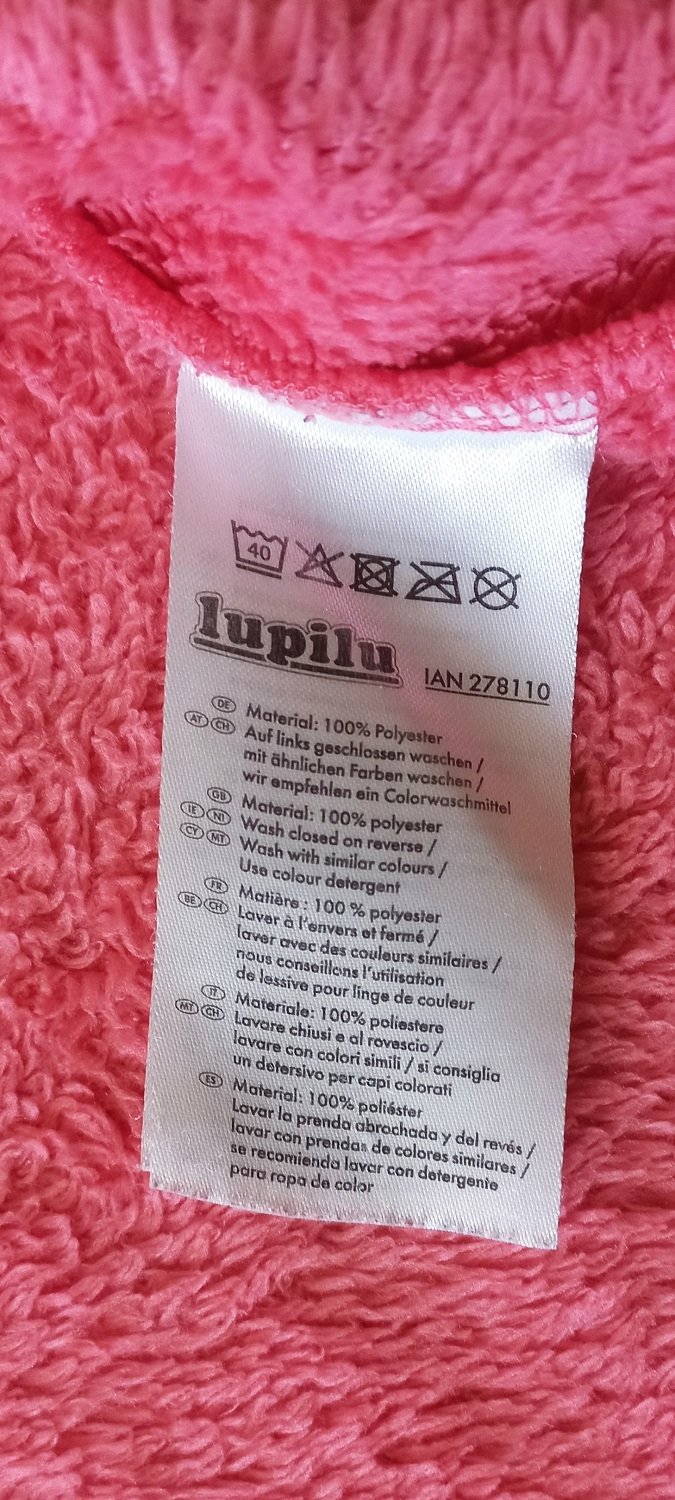 40
lupilu
IAN 278110
DE
AT CH
Material: 100% Polyester
Auf links geschlossen waschen /
mit ähnlichen Farben waschen /
wir empfehlen ein Colorwaschmittel
GB
IE NI
CY MT
Material: 100% polyester
Wash closed on reverse /
Wash with similar colours /
Use colour detergent
FR
BE CH
Matière : 100 % polyester
Laver à l'envers et fermé /
laver avec des couleurs similaires /
nous conseillons l'utilisation
de lessive pour linge de couleur
IT
MT CH
Materiale: 100% poliestere
Lavare chiusi e al rovescio /
lavare con colori simili / si consiglia
un detersivo per capi colorati
ES
Material: 100% poliéster
Lavar la prenda abrochada y del revés /
lavar con prendas de colores similares /
se recomienda lavar con detergente
para ropa de color